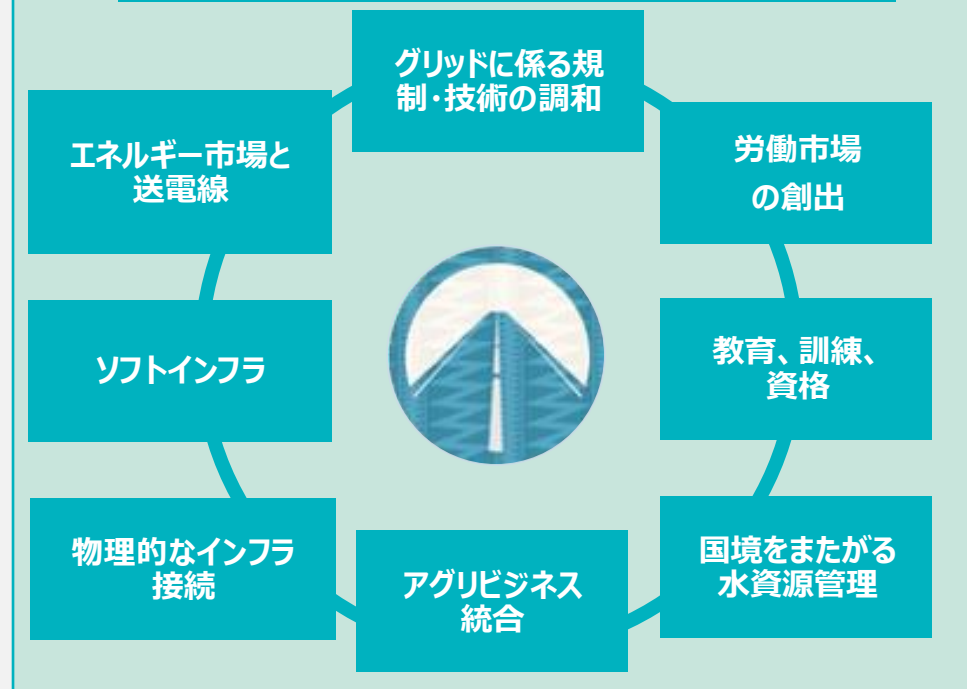 グリッドに係る規
制・技術の調和
エネルギー市場と
送電線
労働市場
の創出
ソフトインフラ
教育、訓練、
資格
物理的なインフラ
接続
アグリビジネス
統合
国境をまたがる
水資源管理